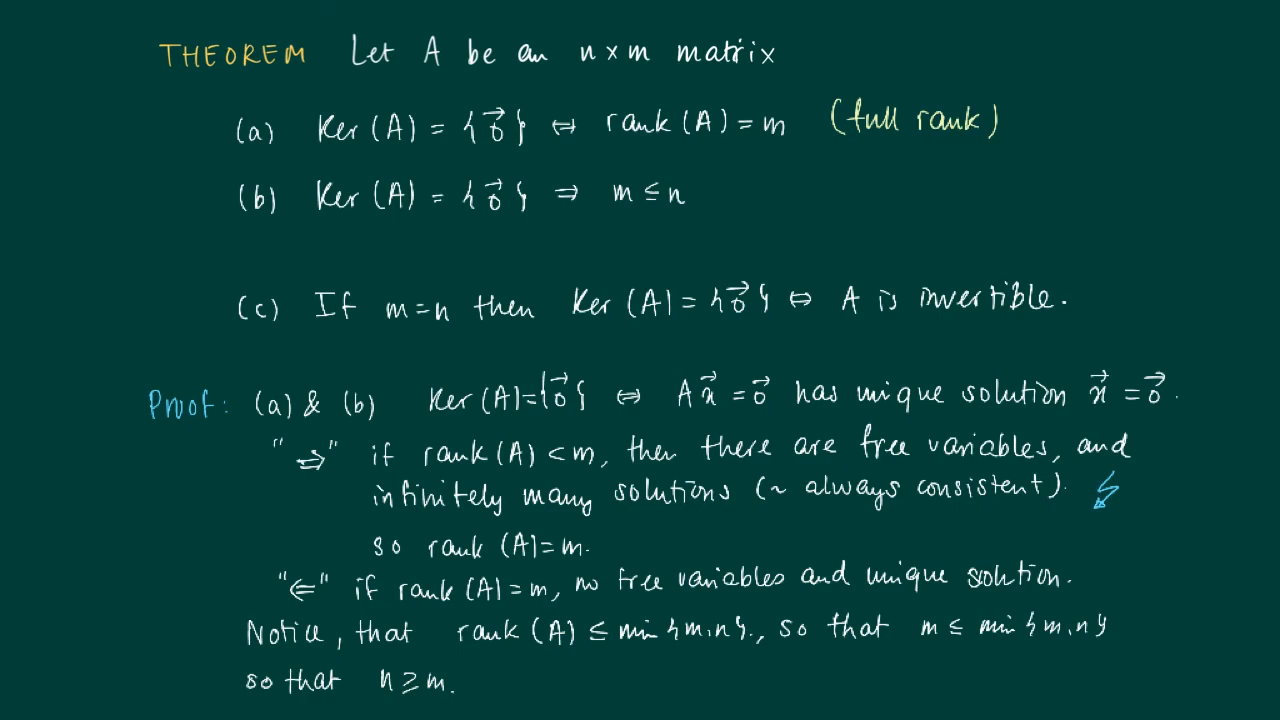 THEOREM Let A be an n x m matrix
(a) Ker (A) = {0⃗} ⇔ rank (A) = m (full rank)
(b) Ker (A) = {0⃗} ⇒ m ≤ n
(c) If m = n then Ker (A) = {0⃗} ⇔ A is invertible.
Proof: (a) & (b) Ker (A) = {0⃗} ⇔ A x⃗ = 0⃗ has unique solution x⃗ = 0⃗.
"⇒" if rank (A) < m, then there are free variables, and
infinitely many solutions (~ always consistent). ↯
so rank (A) = m.
"⇐" if rank (A) = m, no free variables and unique solution.
Notice, that rank (A) ≤ min {m,n}, so that m ≤ min {m,n}
so that n ≥ m.